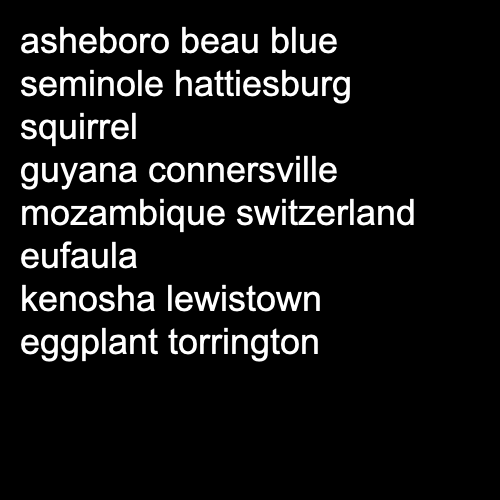 asheboro beau blue
seminole hattiesburg
squirrel
guyana connersville
mozambique switzerland
eufaula
kenosha lewistown
eggplant torrington